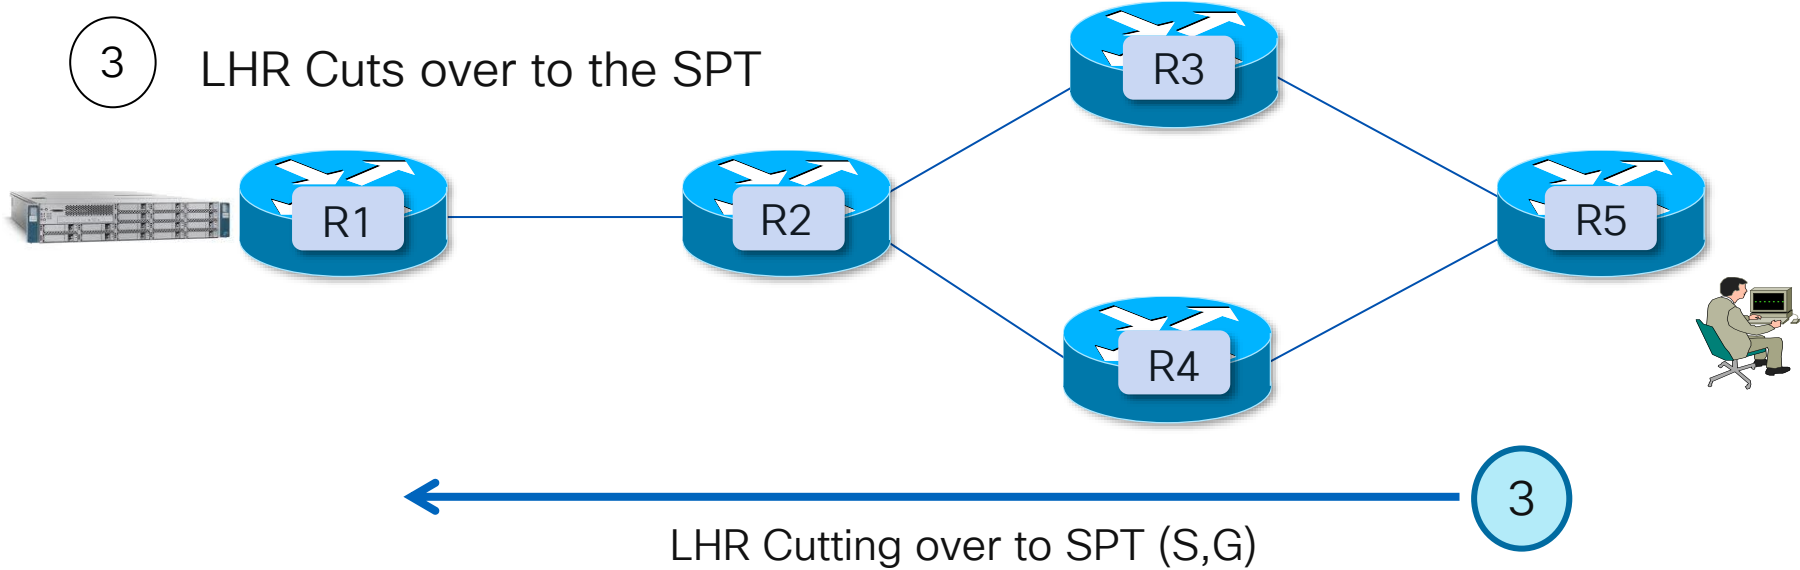 3 LHR Cuts over to the SPT
R3
R1
R2
R5
R4
3
LHR Cutting over to SPT (S,G)